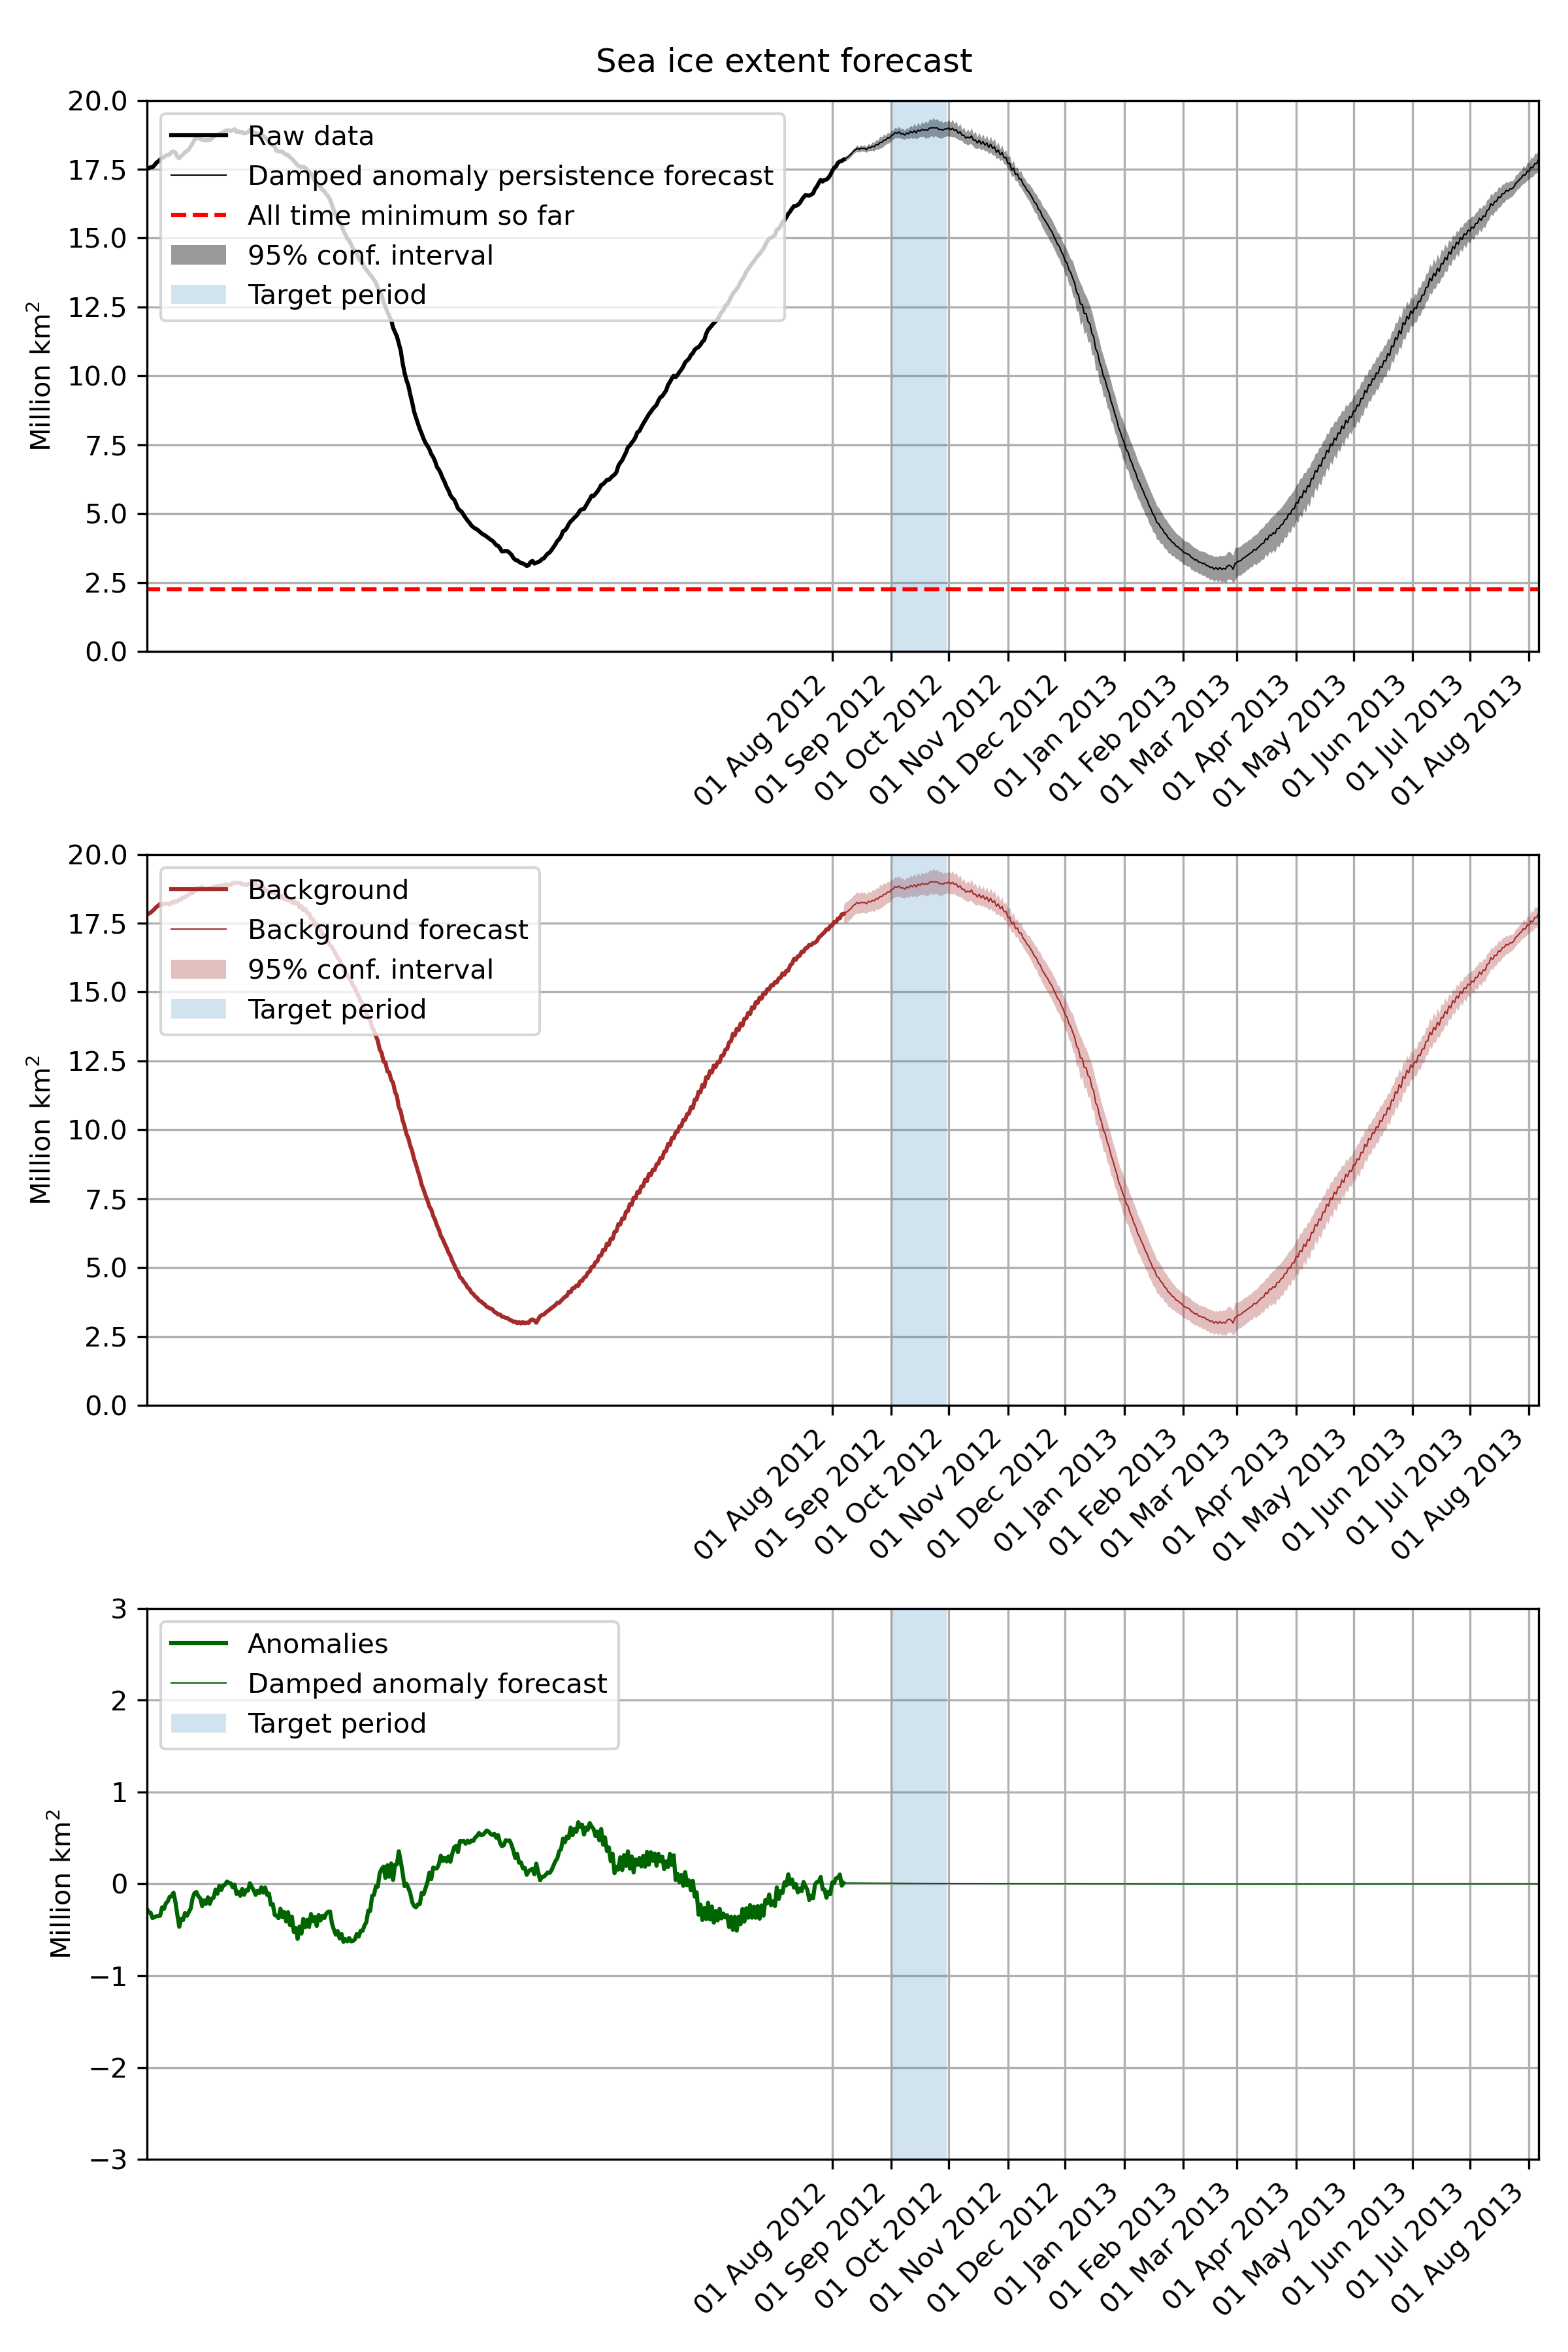 Sea ice extent forecast
20.0
17.5
15.0
12.5
10.0
7.5
5.0
2.5
0.0
Million km²
Raw data
Damped anomaly persistence forecast
All time minimum so far
95% conf. interval
Target period
01 Aug 2012
01 Sep 2012
01 Oct 2012
01 Nov 2012
01 Dec 2012
01 Jan 2013
01 Feb 2013
01 Mar 2013
01 Apr 2013
01 May 2013
01 Jun 2013
01 Jul 2013
01 Aug 2013
20.0
17.5
15.0
12.5
10.0
7.5
5.0
2.5
0.0
Million km²
Background
Background forecast
95% conf. interval
Target period
01 Aug 2012
01 Sep 2012
01 Oct 2012
01 Nov 2012
01 Dec 2012
01 Jan 2013
01 Feb 2013
01 Mar 2013
01 Apr 2013
01 May 2013
01 Jun 2013
01 Jul 2013
01 Aug 2013
3
2
1
0
−1
−2
−3
Million km²
Anomalies
Damped anomaly forecast
Target period
01 Aug 2012
01 Sep 2012
01 Oct 2012
01 Nov 2012
01 Dec 2012
01 Jan 2013
01 Feb 2013
01 Mar 2013
01 Apr 2013
01 May 2013
01 Jun 2013
01 Jul 2013
01 Aug 2013